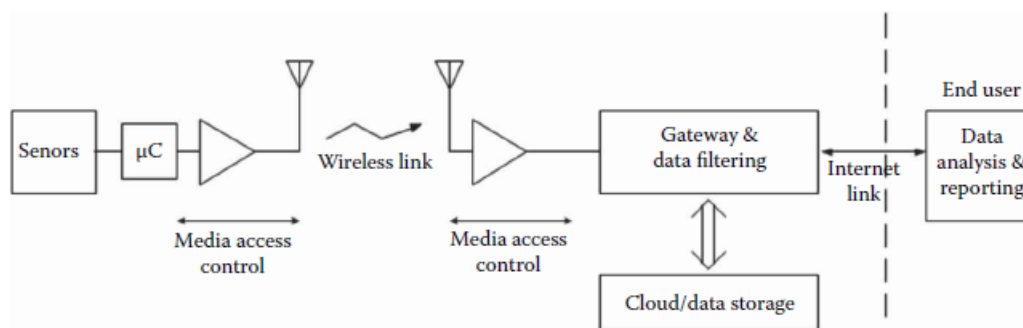 Senors
μC
Media access
control
Wireless link
Media access
control
Gateway &
data filtering
Cloud/data storage
Internet
link
End user
Data
analysis &
reporting